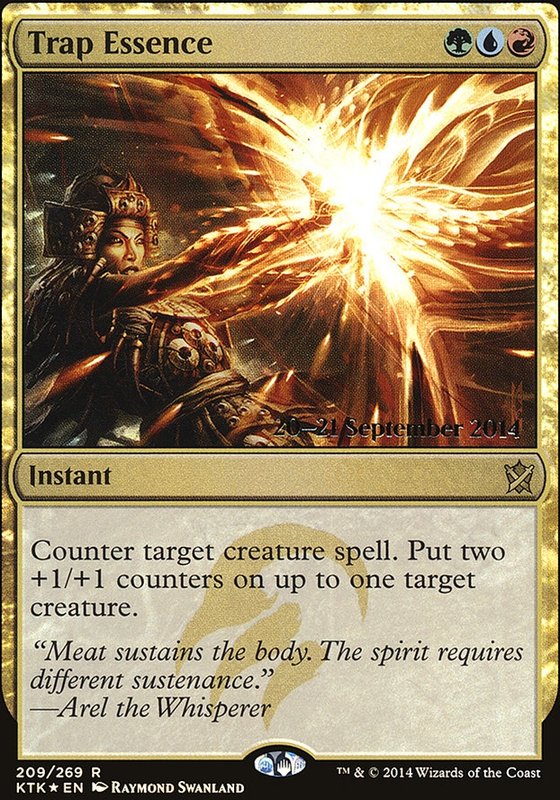 Trap Essence
20–21 September 2014
Instant
Counter target creature spell. Put two
+1/+1 counters on up to one target
creature.
“Meat sustains the body. The spirit requires
different sustenance.”
—Arel the Whisperer
209/269 R
KTK★EN Raymond Swanland
™ & © 2014 Wizards of the Coast